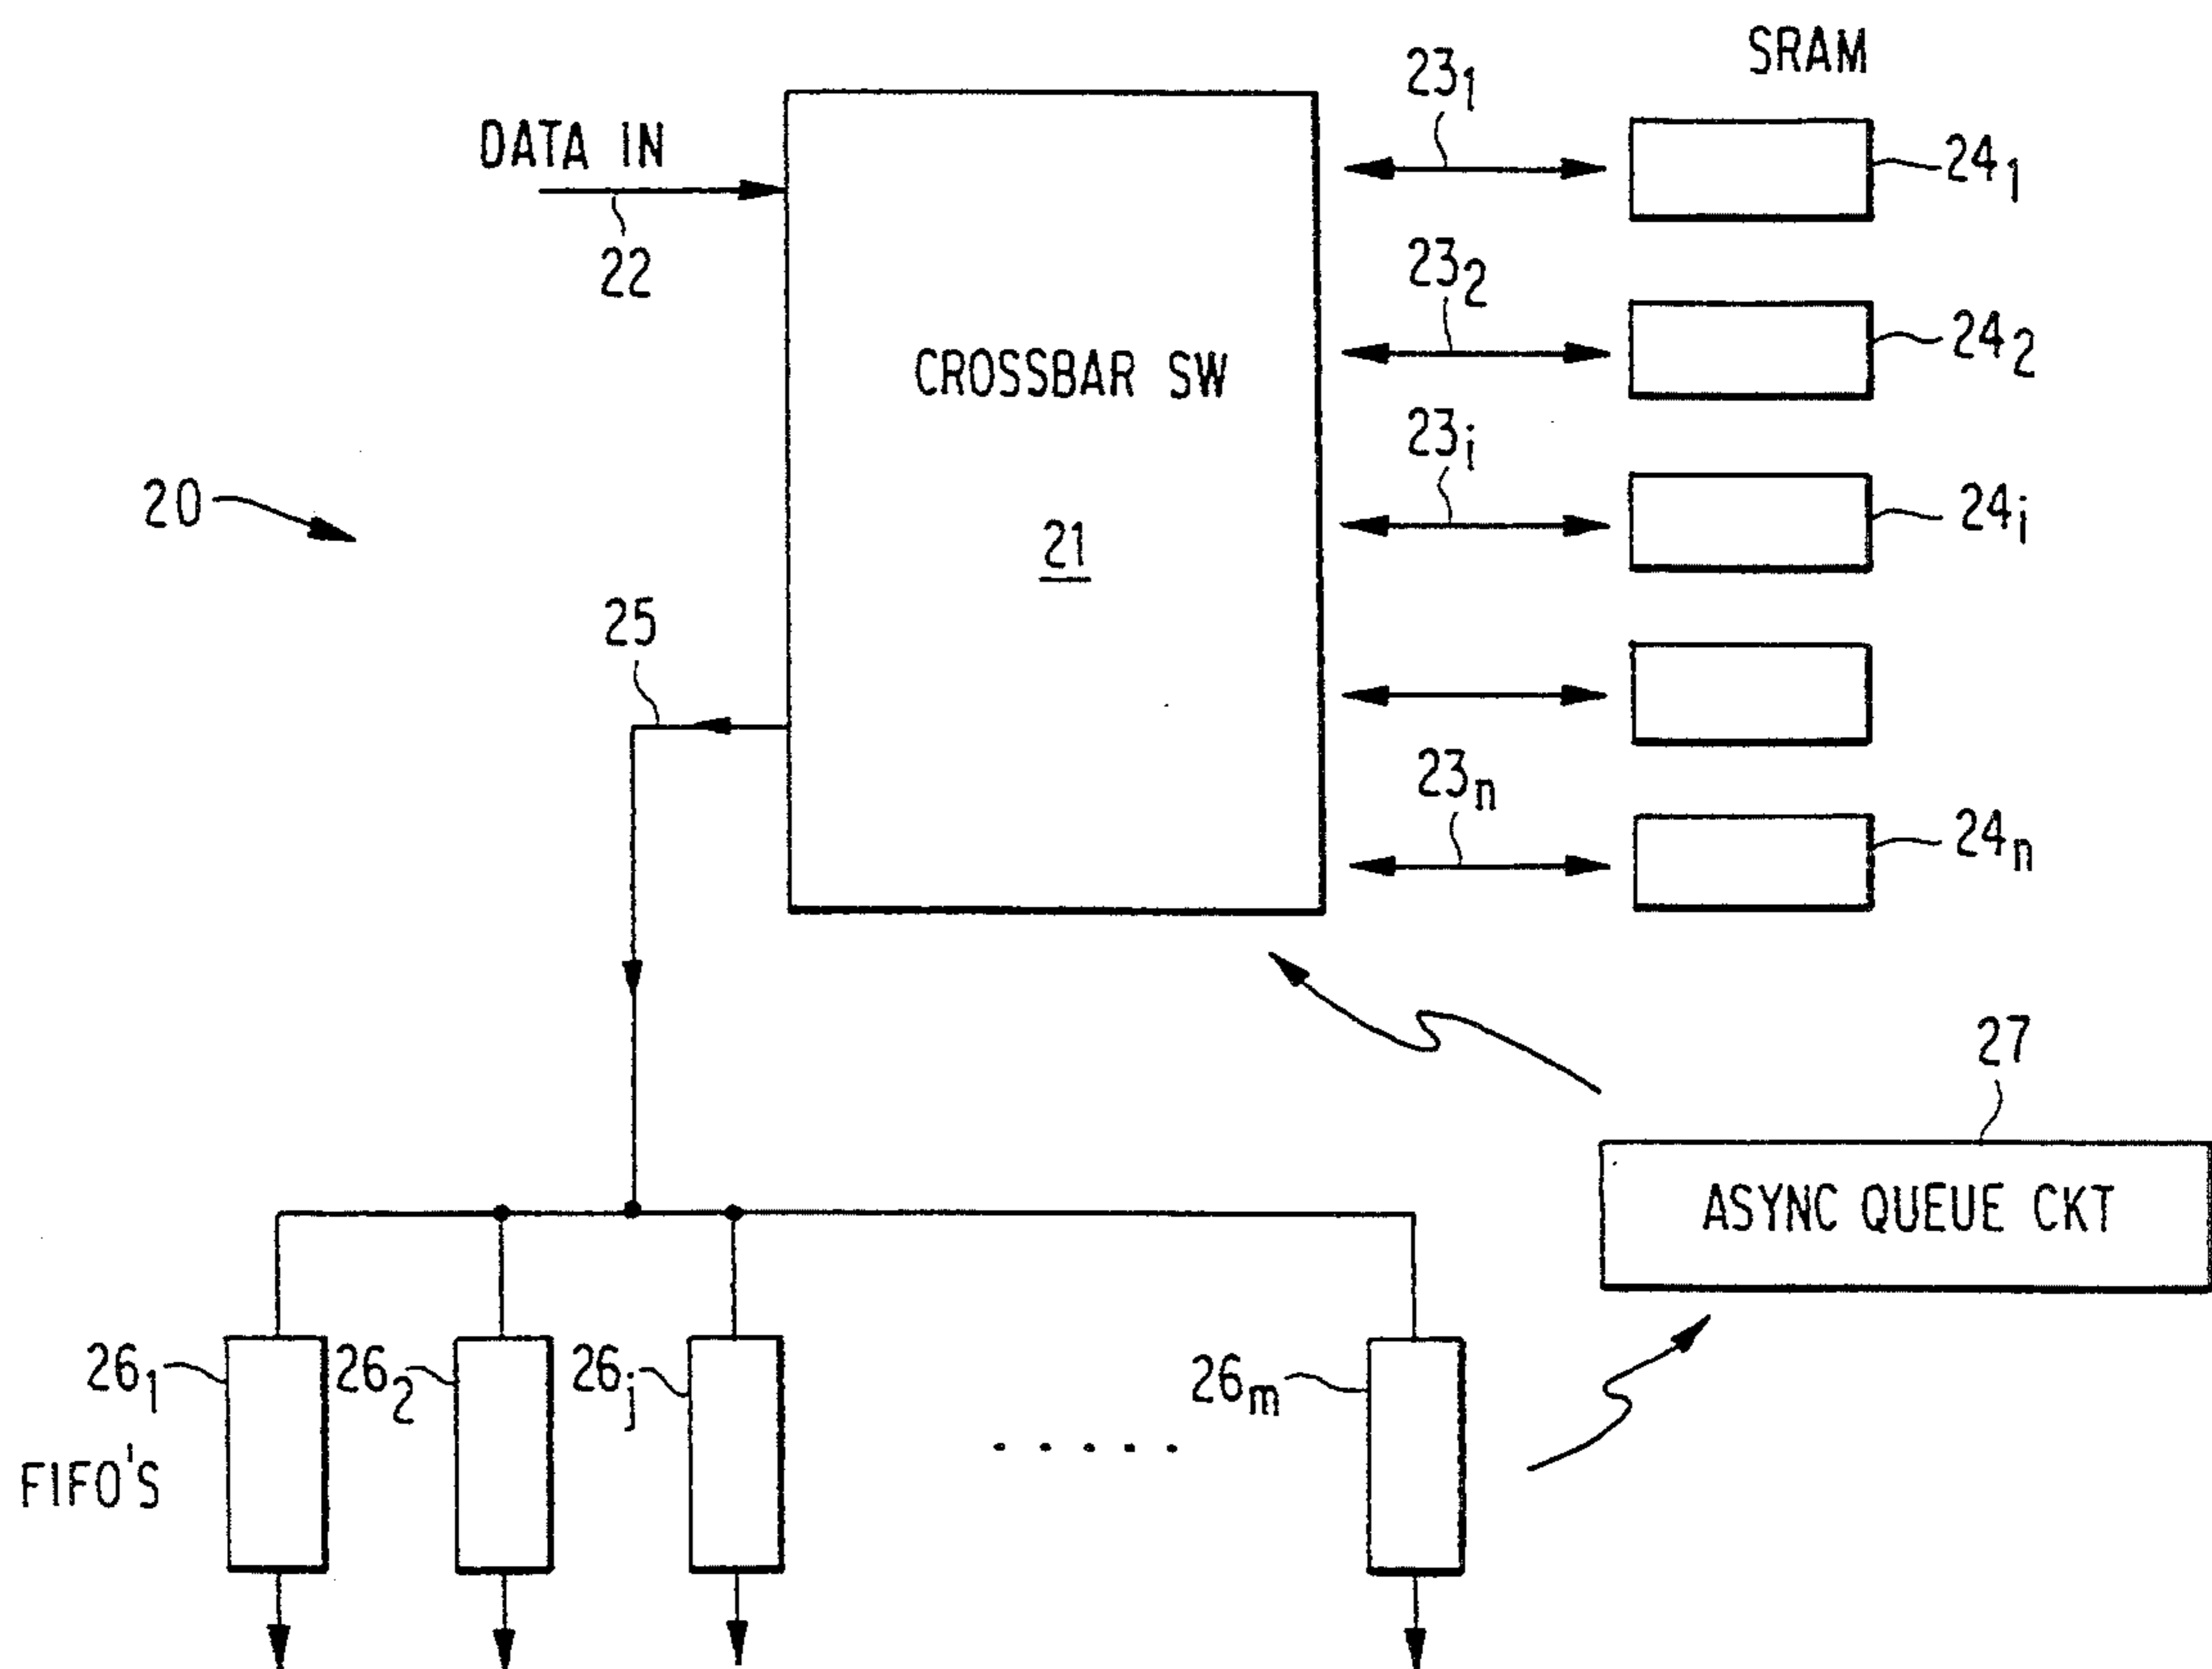 SRAM
DATA IN
22
23₁
24₁
23₂
24₂
CROSSBAR SW
23ᵢ
24ᵢ
20
21
25
23ₙ
24ₙ
27
ASYNC QUEUE CKT
26₁
26₂
26ⱼ
26ₘ
FIFO'S